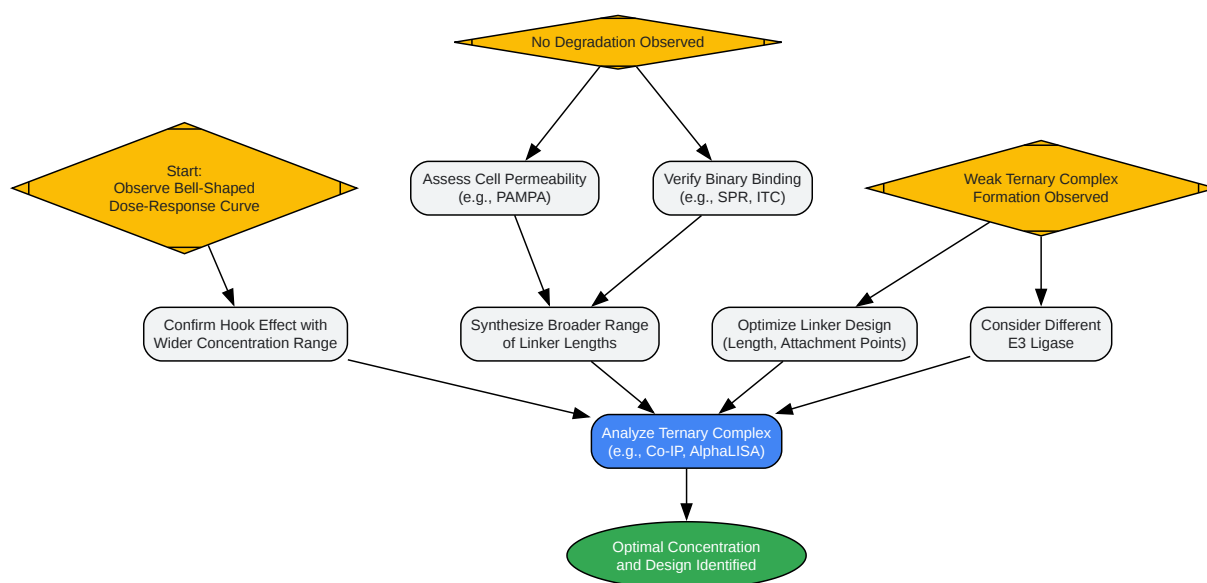 No Degradation Observed
Start:
Observe Bell-Shaped
Dose-Response Curve
Assess Cell Permeability
(e.g., PAMPA)
Verify Binary Binding
(e.g., SPR, ITC)
Weak Ternary Complex
Formation Observed
Confirm Hook Effect with
Wider Concentration Range
Synthesize Broader Range
of Linker Lengths
Optimize Linker Design
(Length, Attachment Points)
Consider Different
E3 Ligase
Analyze Ternary Complex
(e.g., Co-IP, AlphaLISA)
Optimal Concentration
and Design Identified